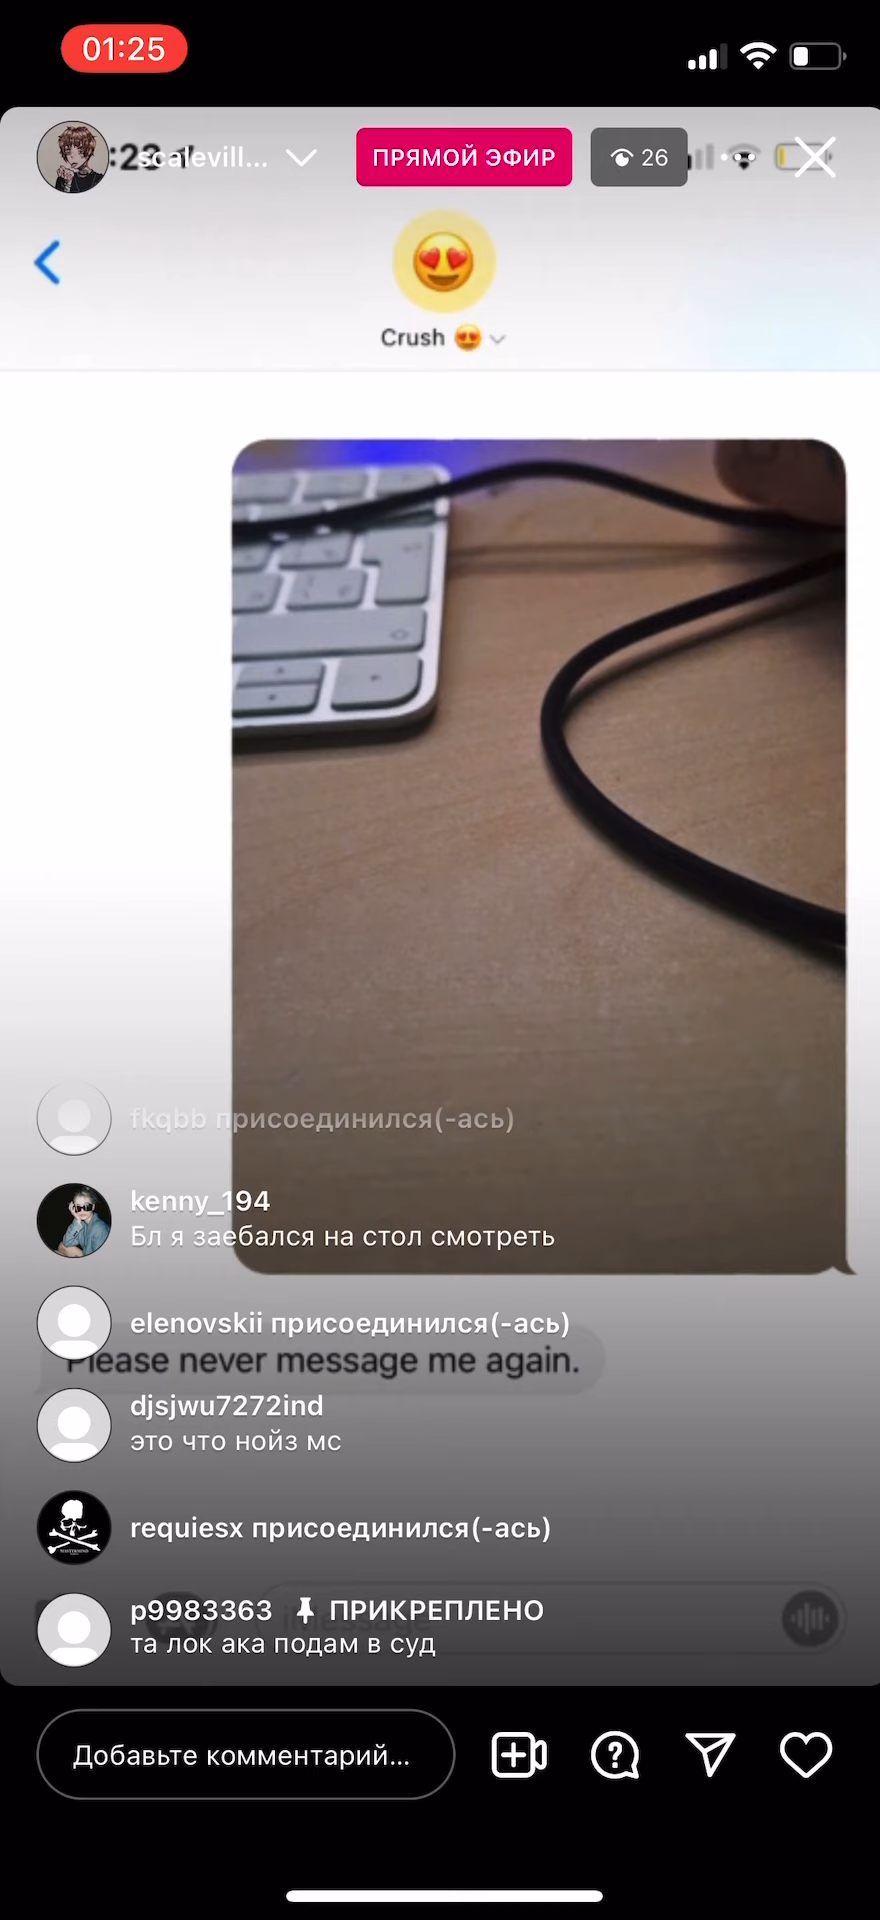 01:25
:29
scalevill...
ПРЯМОЙ ЭФИР
26
Crush 😍
fkqbb присоединился(-ась)
kenny_194
Бл я заебался на стол смотреть
elenovskii присоединился(-ась)
Please never message me again.
djsjwu7272ind
это что нойз мс
requiesx присоединился(-ась)
p9983363 ПРИКРЕПЛЕНО
та лок ака подам в суд
iMessage
Добавьте комментарий...